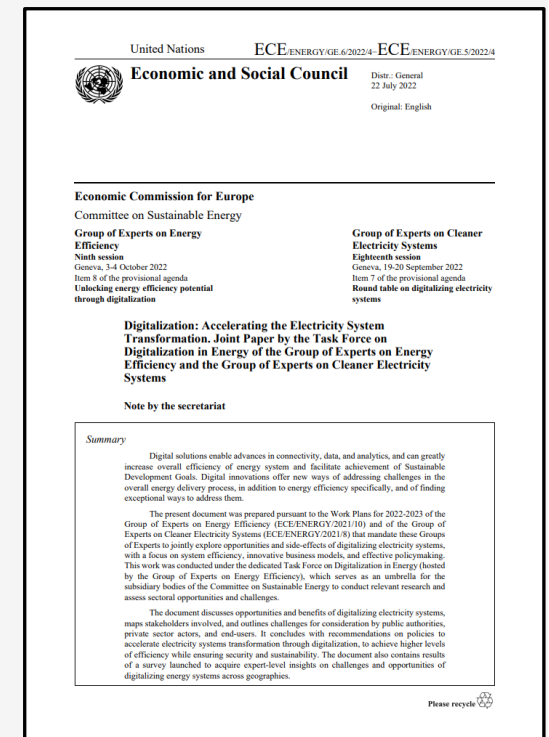 United Nations ECE/ENERGY/GE.6/2022/4−ECE/ENERGY/GE.5/2022/4
Economic and Social Council
Distr.: General
22 July 2022
Original: English
Economic Commission for Europe
Committee on Sustainable Energy
Group of Experts on Energy
Efficiency
Ninth session
Geneva, 3-4 October 2022
Item 8 of the provisional agenda
Unlocking energy efficiency potential
through digitalization
Group of Experts on Cleaner
Electricity Systems
Eighteenth session
Geneva, 19-20 September 2022
Item 7 of the provisional agenda
Round table on digitalizing electricity
systems
Digitalization: Accelerating the Electricity System
Transformation. Joint Paper by the Task Force on
Digitalization in Energy of the Group of Experts on Energy
Efficiency and the Group of Experts on Cleaner Electricity
Systems
Note by the secretariat
Summary
Digital solutions enable advances in connectivity, data, and analytics, and can greatly
increase overall efficiency of energy system and facilitate achievement of Sustainable
Development Goals. Digital innovations offer new ways of addressing challenges in the
overall energy delivery process, in addition to energy efficiency specifically, and of finding
exceptional ways to address them.
The present document was prepared pursuant to the Work Plans for 2022-2023 of the
Group of Experts on Energy Efficiency (ECE/ENERGY/2021/10) and of the Group of
Experts on Cleaner Electricity Systems (ECE/ENERGY/2021/8) that mandate these Groups
of Experts to jointly explore opportunities and side-effects of digitalizing electricity systems,
with a focus on system efficiency, innovative business models, and effective policymaking.
This work was conducted under the dedicated Task Force on Digitalization in Energy (hosted
by the Group of Experts on Energy Efficiency), which serves as an umbrella for the
subsidiary bodies of the Committee on Sustainable Energy to conduct relevant research and
assess sectoral opportunities and challenges.
The document discusses opportunities and benefits of digitalizing electricity systems,
maps stakeholders involved, and outlines challenges for consideration by public authorities,
private sector actors, and end-users. It concludes with recommendations on policies to
accelerate electricity systems transformation through digitalization, to achieve higher levels
of efficiency while ensuring security and sustainability. The document also contains results
of a survey launched to acquire expert-level insights on challenges and opportunities of
digitalizing energy systems across geographies.
Please recycle